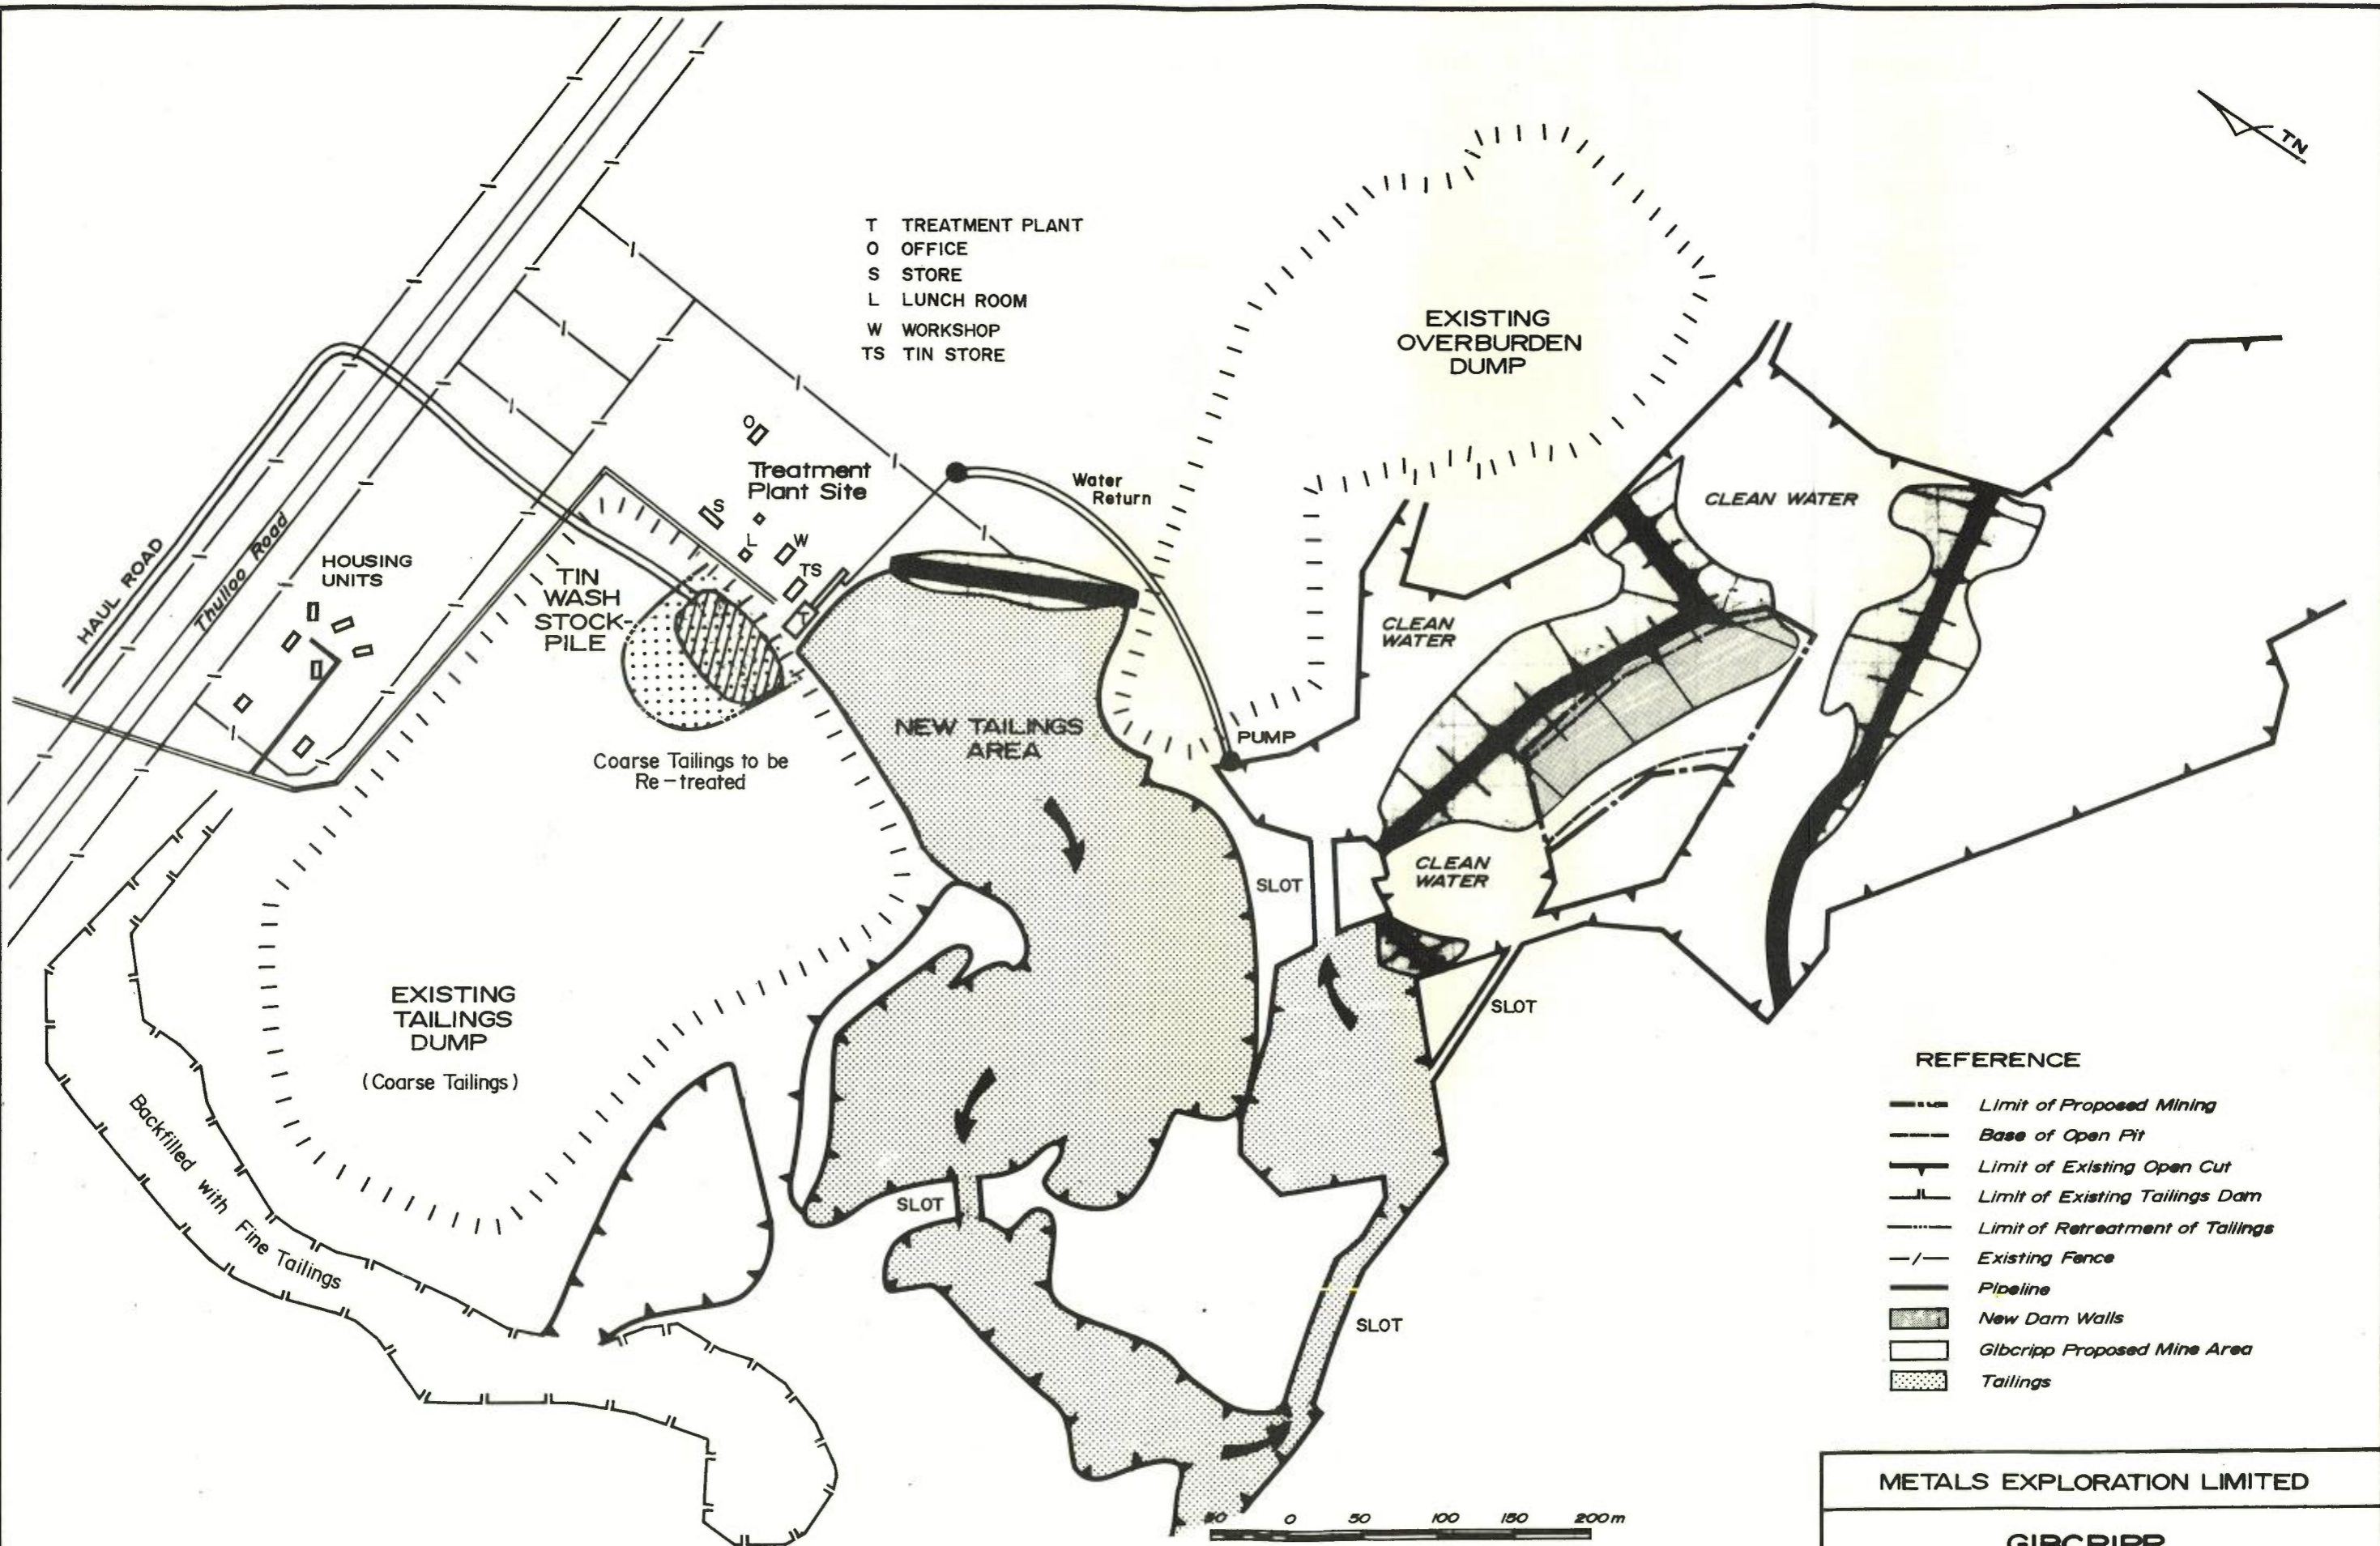 TN
T TREATMENT PLANT
O OFFICE
S STORE
L LUNCH ROOM
W WORKSHOP
TS TIN STORE
EXISTING
OVERBURDEN
DUMP
O
Treatment
Plant Site
Water
Return
CLEAN WATER
S
L
W
TS
HAUL ROAD
Thulloo Road
HOUSING
UNITS
TIN
WASH
STOCK-
PILE
CLEAN
WATER
NEW TAILINGS
AREA
PUMP
Coarse Tailings to be
Re-treated
CLEAN
WATER
SLOT
EXISTING
TAILINGS
DUMP
(Coarse Tailings)
SLOT
Backfilled with Fine Tailings
SLOT
SLOT
REFERENCE
Limit of Proposed Mining
Base of Open Pit
Limit of Existing Open Cut
Limit of Existing Tailings Dam
Limit of Retreatment of Tailings
Existing Fence
Pipeline
New Dam Walls
Gibcripp Proposed Mine Area
Tailings
50 0 50 100 150 200m
METALS EXPLORATION LIMITED
GIBCRIPP